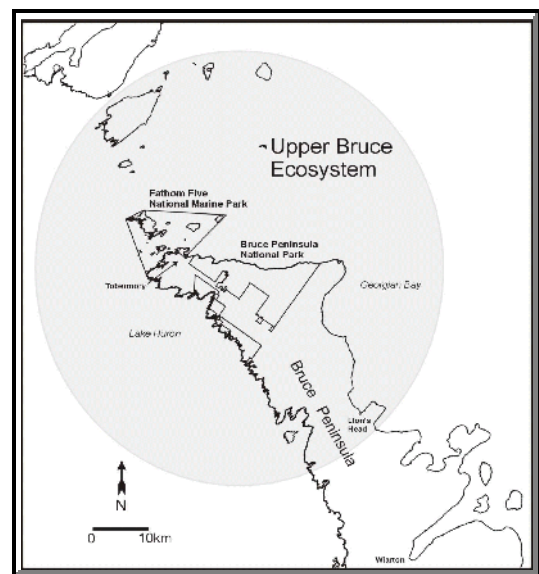 Upper Bruce
Ecosystem
Fathom Five
National Marine Park
Bruce Peninsula
National Park
Tobermory
Georgian Bay
Lake Huron
Bruce Peninsula
Lion's
Head
N
0 10km
Wiarton